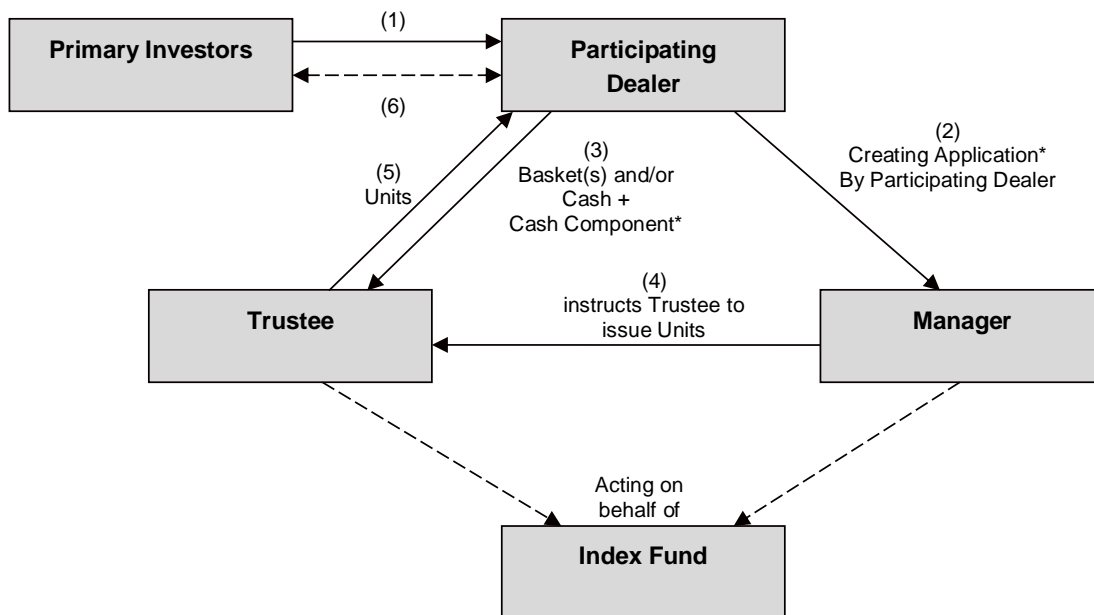 (1)
Primary Investors
Participating
Dealer
(6)
(2)
Creating Application*
By Participating Dealer
(3)
Basket(s) and/or
Cash +
Cash Component*
(5)
Units
(4)
instructs Trustee to
issue Units
Trustee
Manager
Acting on
behalf of
Index Fund